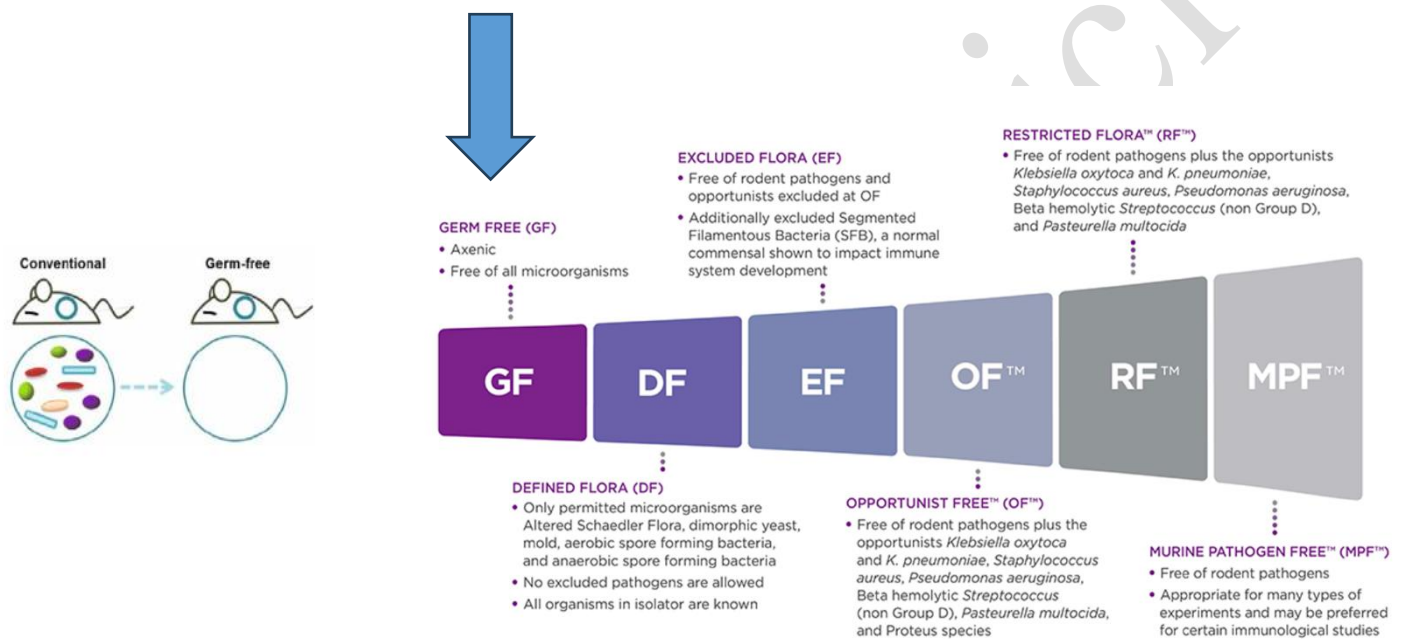 Conventional
Germ-free
GERM FREE (GF)
• Axenic
• Free of all microorganisms
EXCLUDED FLORA (EF)
• Free of rodent pathogens and
opportunists excluded at OF
• Additionally excluded Segmented
Filamentous Bacteria (SFB), a normal
commensal shown to impact immune
system development
RESTRICTED FLORA™ (RF™)
• Free of rodent pathogens plus the opportunists
Klebsiella oxytoca and K. pneumoniae,
Staphylococcus aureus, Pseudomonas aeruginosa,
Beta hemolytic Streptococcus (non Group D),
and Pasteurella multocida
GF
DF
EF
OF™
RF™
MPF™
DEFINED FLORA (DF)
• Only permitted microorganisms are
Altered Schaedler Flora, dimorphic yeast,
mold, aerobic spore forming bacteria,
and anaerobic spore forming bacteria
• No excluded pathogens are allowed
• All organisms in isolator are known
OPPORTUNIST FREE™ (OF™)
• Free of rodent pathogens plus the
opportunists Klebsiella oxytoca
and K. pneumoniae, Staphylococcus
aureus, Pseudomonas aeruginosa,
Beta hemolytic Streptococcus
(non Group D), Pasteurella multocida,
and Proteus species
MURINE PATHOGEN FREE™ (MPF™)
• Free of rodent pathogens
• Appropriate for many types of
experiments and may be preferred
for certain immunological studies